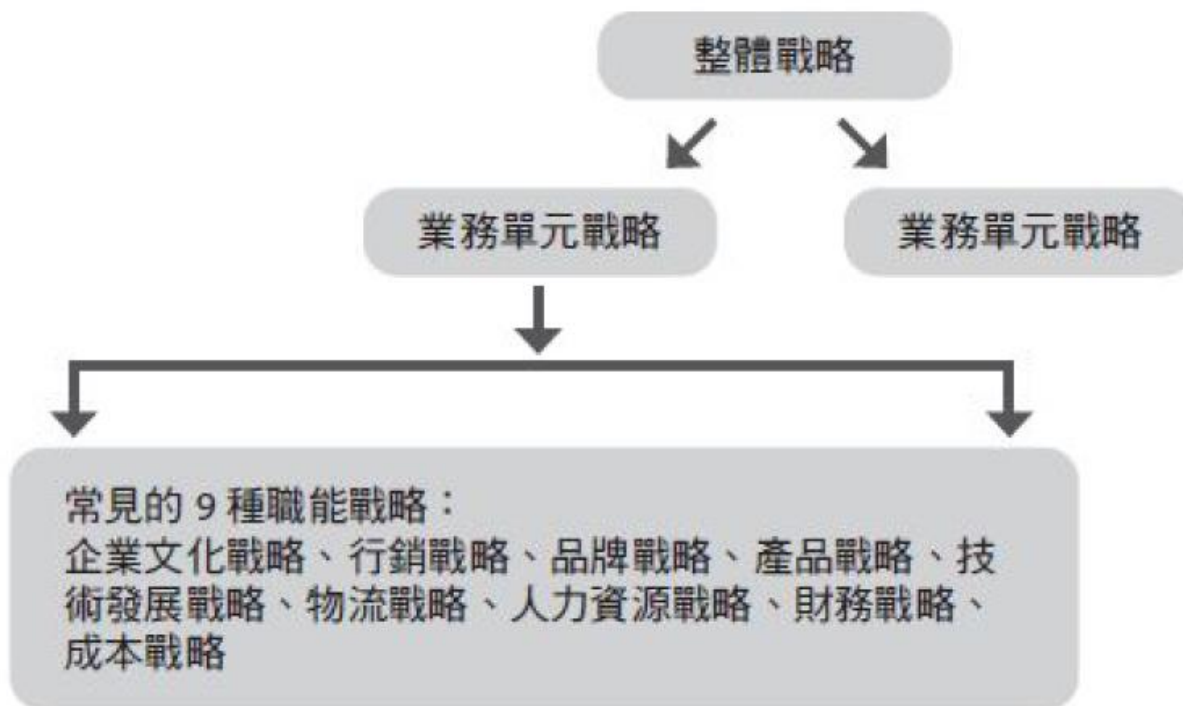 整體戰略
業務單元戰略
業務單元戰略
常見的 9 種職能戰略：
企業文化戰略、行銷戰略、品牌戰略、產品戰略、技
術發展戰略、物流戰略、人力資源戰略、財務戰略、
成本戰略